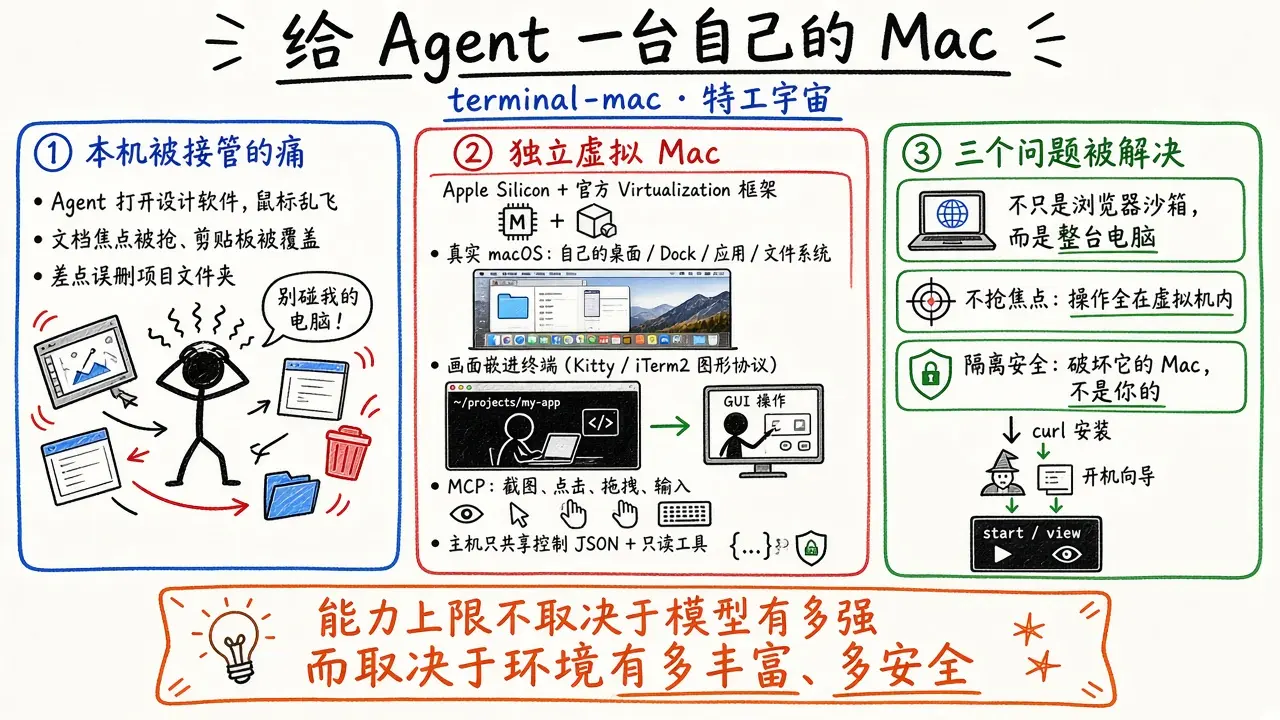 给 Agent 一台自己的 Mac
terminal-mac · 特工宇宙
① 本机被接管的痛
• Agent 打开设计软件，鼠标乱飞
• 文档焦点被抢、剪贴板被覆盖
• 差点误删项目文件夹
别碰我的
电脑！
② 独立虚拟 Mac
Apple Silicon + 官方 Virtualization 框架
M
+
• 真实 macOS：自己的桌面 / Dock / 应用 / 文件系统
• 画面嵌进终端（Kitty / iTerm2 图形协议）
~/projects/my-app
</>
GUI 操作
• MCP：截图、点击、拖拽、输入
• 主机只共享控制 JSON + 只读工具
{...}
③ 三个问题被解决
不只是浏览器沙箱，
而是整台电脑
不抢焦点：操作全在虚拟机内
隔离安全：破坏它的 Mac，
不是你的
curl 安装
开机向导
start / view
能力上限不取决于模型有多强
而取决于环境有多丰富、多安全